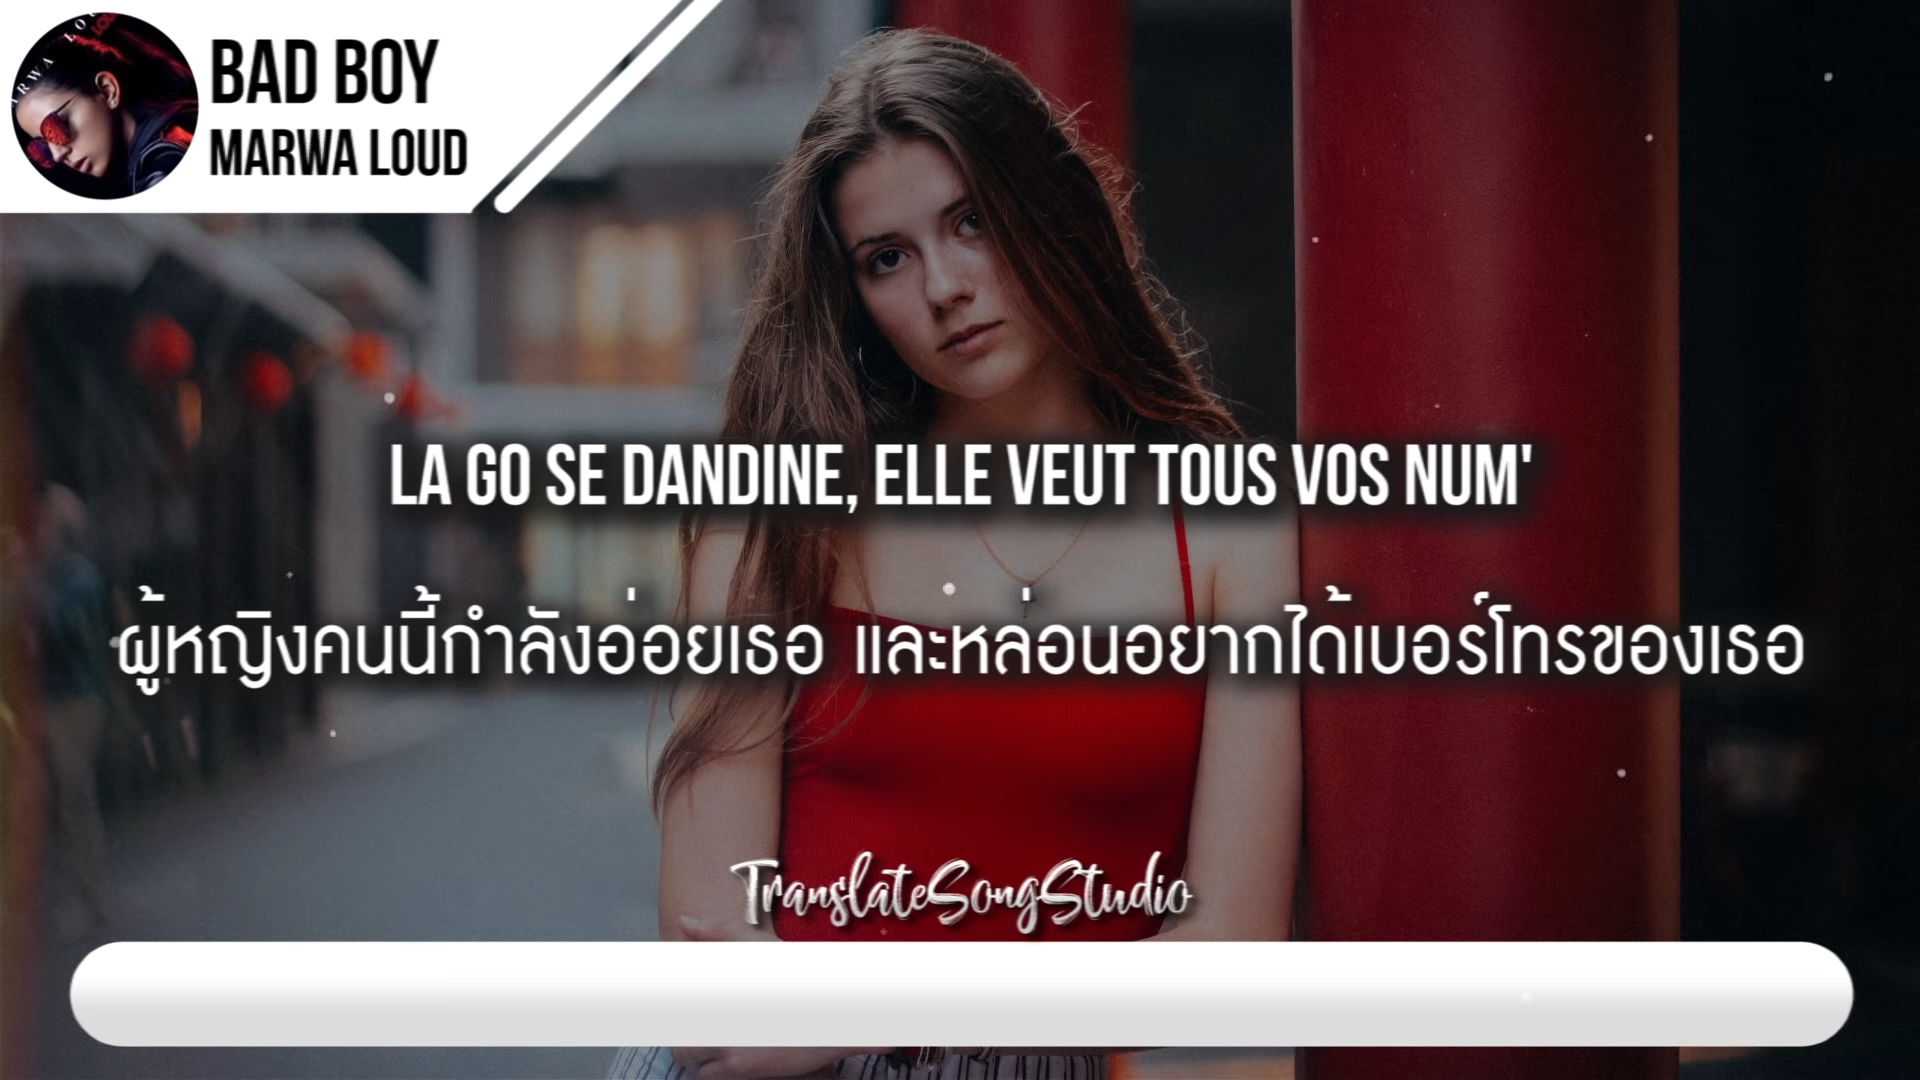 BAD BOY
MARWA LOUD
LA GO SE DANDINE, ELLE VEUT TOUS VOS NUM'
ผู้หญิงคนนี้กำลังอ่อยเธอ และหล่อนอยากได้เบอร์โทรของเธอ
TranslateSongStudio